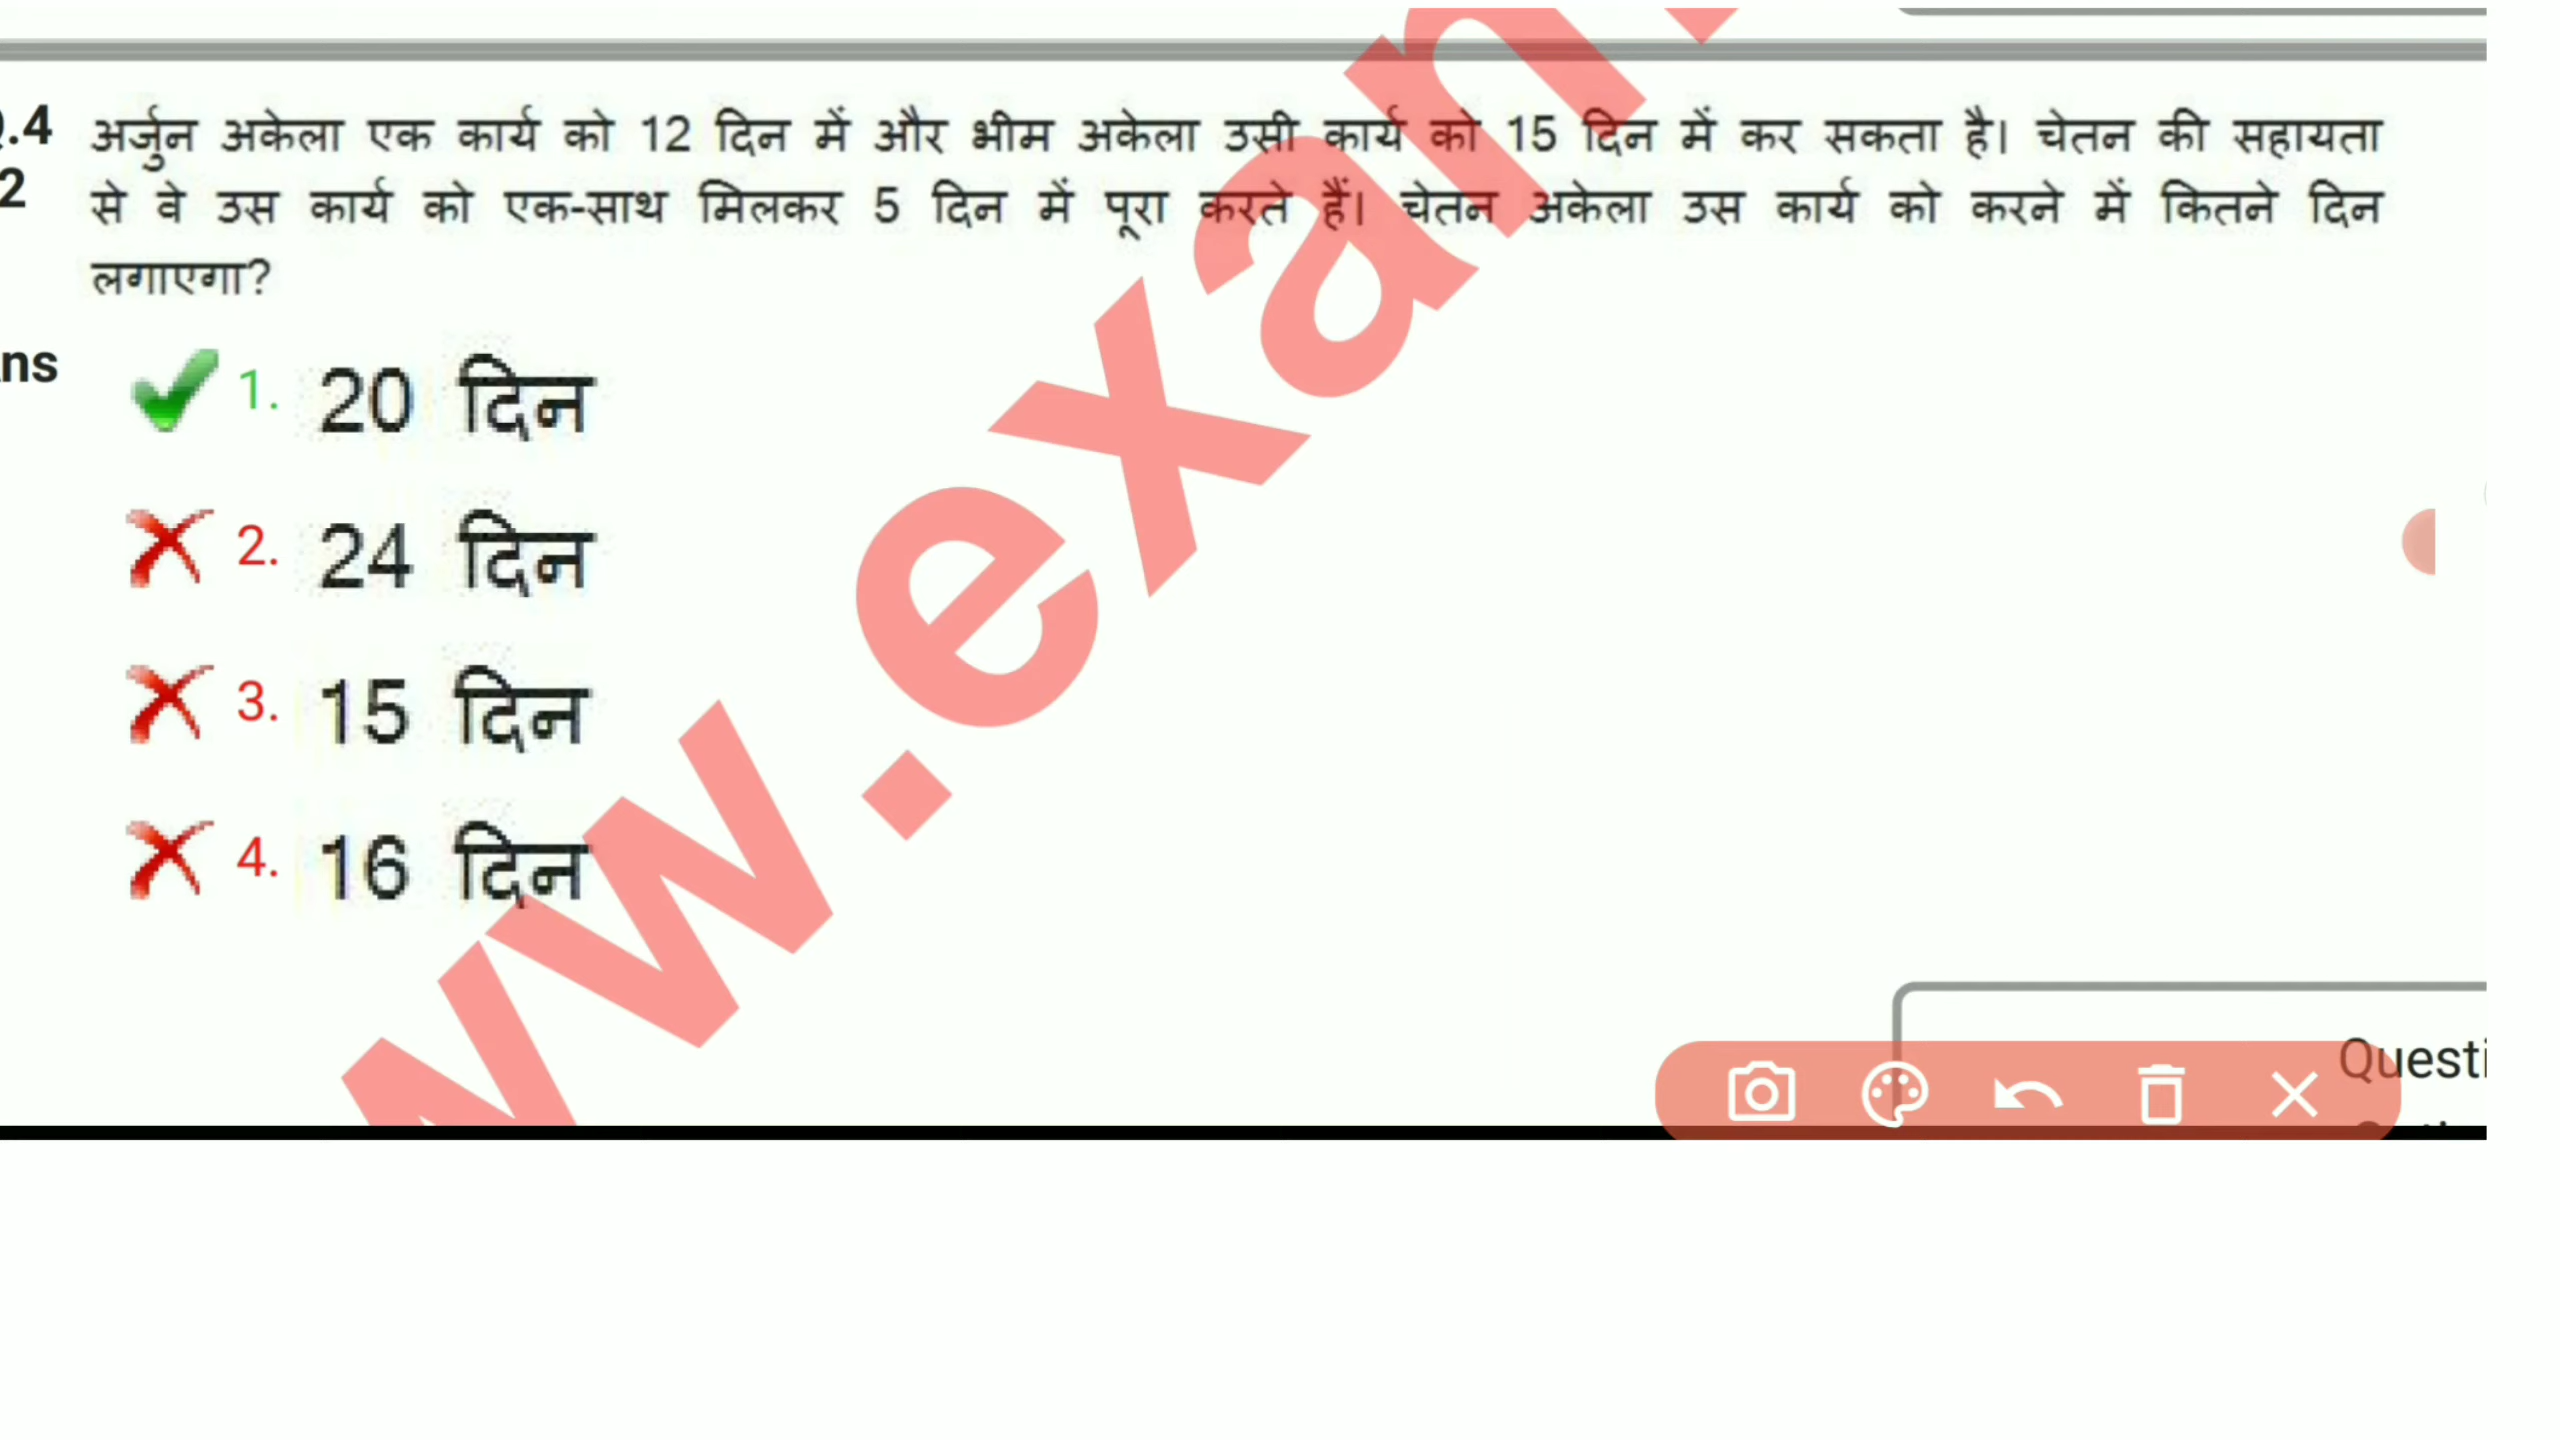 .4 अर्जुन अकेला एक कार्य को 12 दिन में और भीम अकेला उसी कार्य को 15 दिन में कर सकता है। चेतन की सहायता
2 से वे उस कार्य को एक-साथ मिलकर 5 दिन में पूरा करते हैं। चेतन अकेला उस कार्य को करने में कितने दिन
लगाएगा?
ns 1. 20 दिन
2. 24 दिन
3. 15 दिन
4. 16 दिन
ww.exam.
Questi